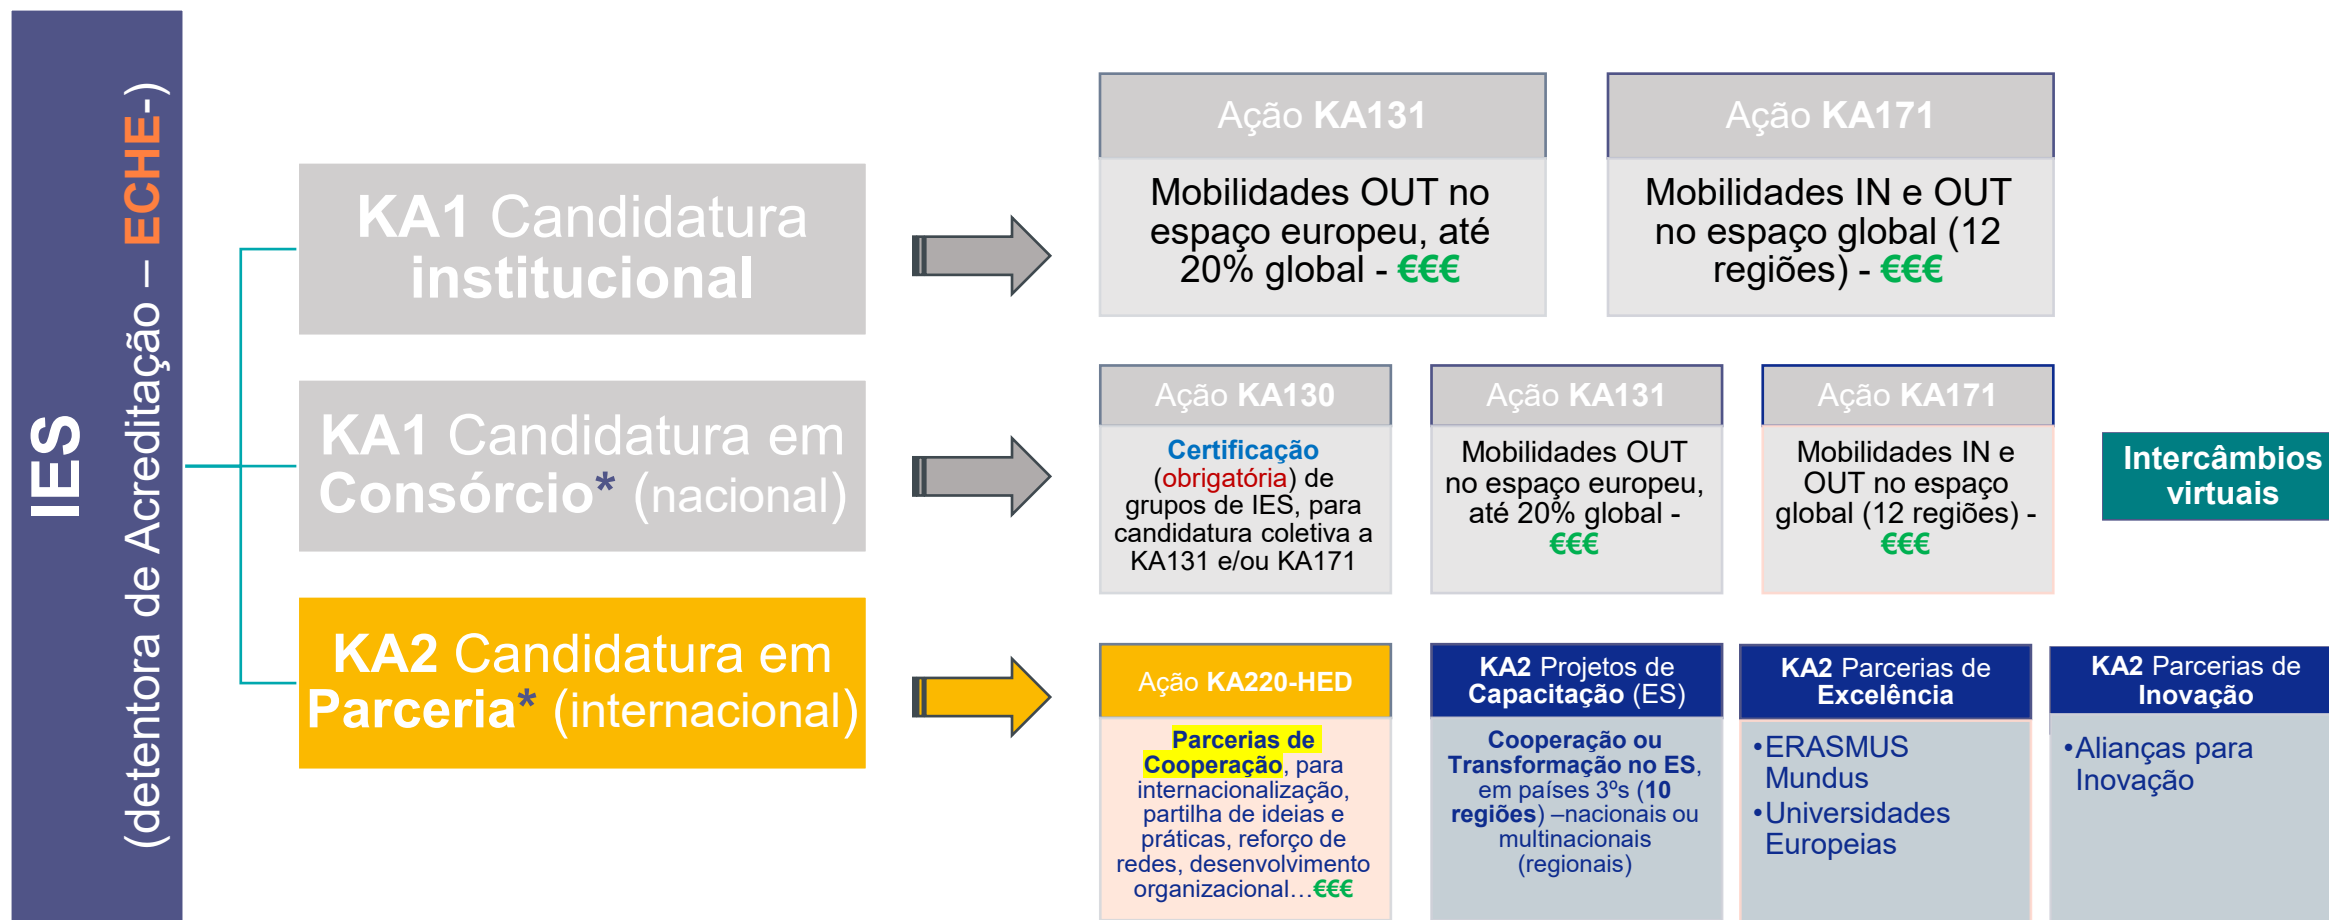 IES
(detentora de Acreditação – ECHE-)
KA1 Candidatura
institucional
Ação KA131
Mobilidades OUT no
espaço europeu, até
20% global - €€€
Ação KA171
Mobilidades IN e OUT
no espaço global (12
regiões) - €€€
KA1 Candidatura em
Consórcio* (nacional)
Ação KA130
Certificação
(obrigatória) de
grupos de IES, para
candidatura coletiva a
KA131 e/ou KA171
Ação KA131
Mobilidades OUT
no espaço europeu,
até 20% global -
€€€
Ação KA171
Mobilidades IN e
OUT no espaço
global (12 regiões) -
€€€
Intercâmbios
virtuais
KA2 Candidatura em
Parceria* (internacional)
Ação KA220-HED
Parcerias de
Cooperação, para
internacionalização,
partilha de ideias e
práticas, reforço de
redes, desenvolvimento
organizacional…€€€
KA2 Projetos de
Capacitação (ES)
Cooperação ou
Transformação no ES,
em países 3ºs (10
regiões) –nacionais ou
multinacionais
(regionais)
KA2 Parcerias de
Excelência
•ERASMUS
Mundus
•Universidades
Europeias
KA2 Parcerias de
Inovação
•Alianças para
Inovação